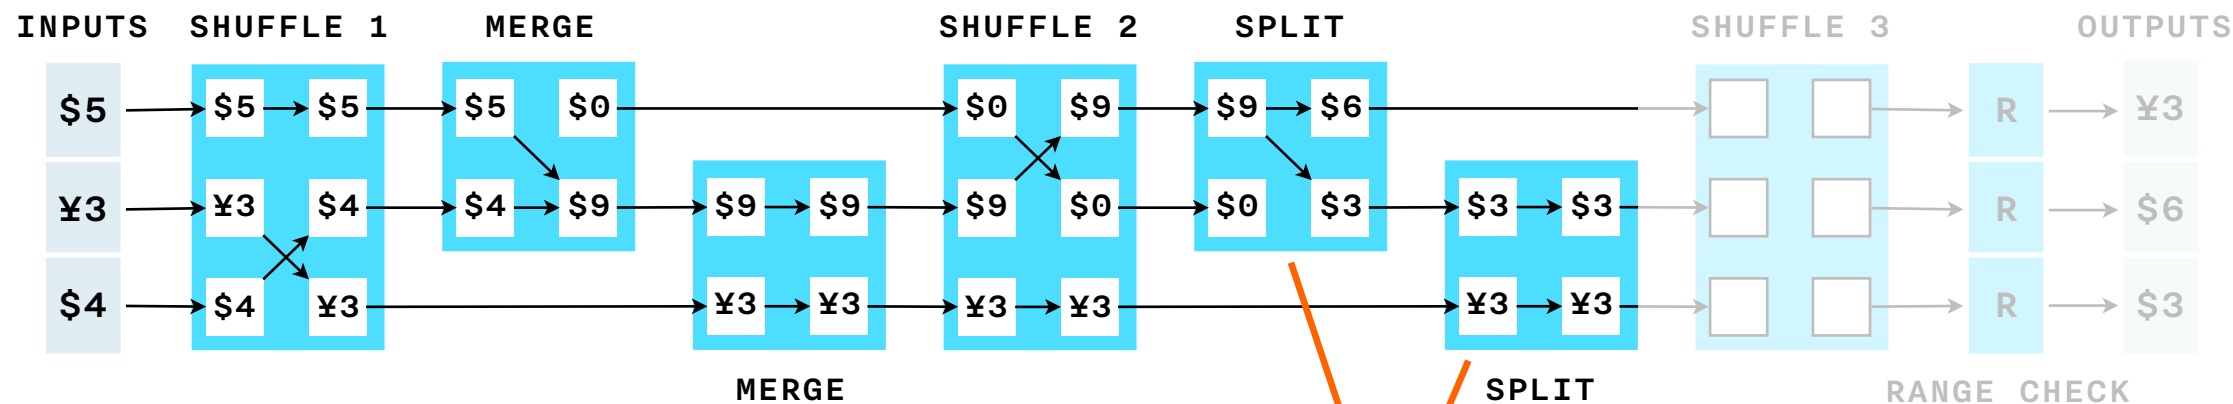 INPUTS SHUFFLE 1 MERGE SHUFFLE 2 SPLIT SHUFFLE 3 OUTPUTS
$5 $5 $5 $5 $0 $0 $9 $9 $6 R ¥3
¥3 ¥3 $4 $4 $9 $9 $9 $9 $0 $0 $3 $3 $3 R $6
$4 $4 ¥3 ¥3 ¥3 ¥3 ¥3 ¥3 ¥3 R $3
MERGE SPLIT RANGE CHECK